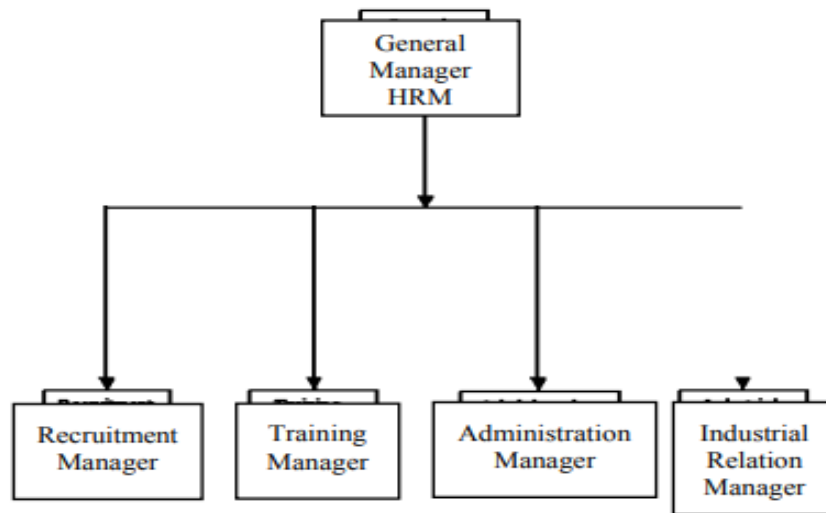 General
Manager
HRM
Recruitment
Manager
Training
Manager
Administration
Manager
Industrial
Relation
Manager